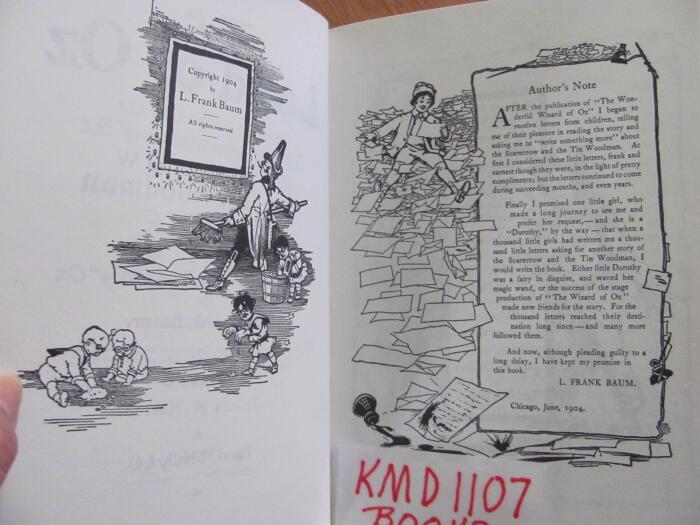 Copyright 1904
by
L. Frank Baum
All rights reserved
Author's Note
AFTER the publication of "The Won-
derful Wizard of Oz" I began to
receive letters from children, telling
me of their pleasure in reading the story and
asking me to "write something more" about
the Scarecrow and the Tin Woodman. At
first I considered these little letters, frank and
earnest though they were, in the light of pretty
compliments; but the letters continued to come
during succeeding months, and even years.
Finally I promised one little girl, who
made a long journey to see me and
prefer her request,—and she is a
"Dorothy," by the way—that when a
thousand little girls had written me a thou-
sand little letters asking for another story of
the Scarecrow and the Tin Woodman, I
would write the book. Either little Dorothy
was a fairy in disguise, and waved her
magic wand, or the success of the stage
production of "The Wizard of Oz"
made new friends for the story. For the
thousand letters reached their desti-
nation long since—and many more
followed them.
And now, although pleading guilty to a
long delay, I have kept my promise in
this book.
L. FRANK BAUM.
Chicago, June, 1904.
KMD1107
BOOKS